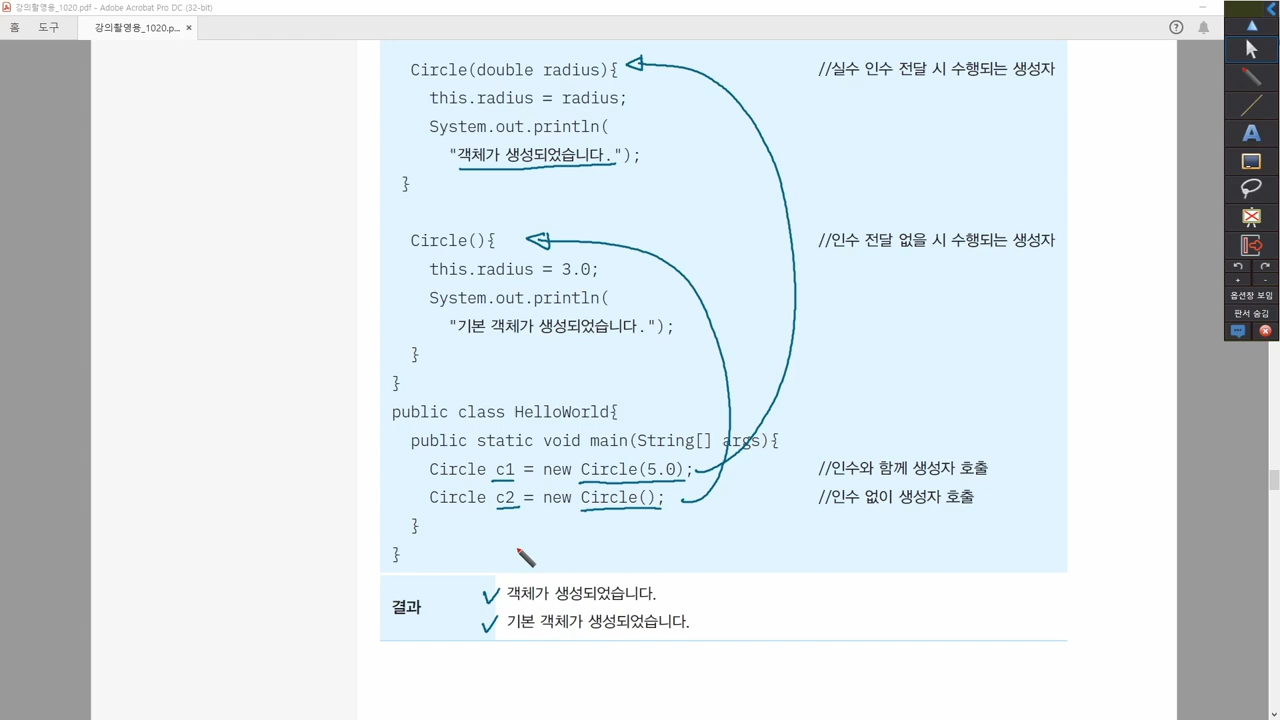 강의촬영용_1020.pdf - Adobe Acrobat Pro DC (32-bit)
홈 도구 강의촬영용_1020.p... ×
Circle(double radius){ //실수 인수 전달 시 수행되는 생성자
this.radius = radius;
System.out.println(
"객체가 생성되었습니다.");
}
Circle(){ //인수 전달 없을 시 수행되는 생성자
this.radius = 3.0;
System.out.println(
"기본 객체가 생성되었습니다.");
}
}
public class HelloWorld{
public static void main(String[] args){
Circle c1 = new Circle(5.0); //인수와 함께 생성자 호출
Circle c2 = new Circle(); //인수 없이 생성자 호출
}
}
결과
객체가 생성되었습니다.
기본 객체가 생성되었습니다.
A
+ -
옵션장 보임
판서 숨김